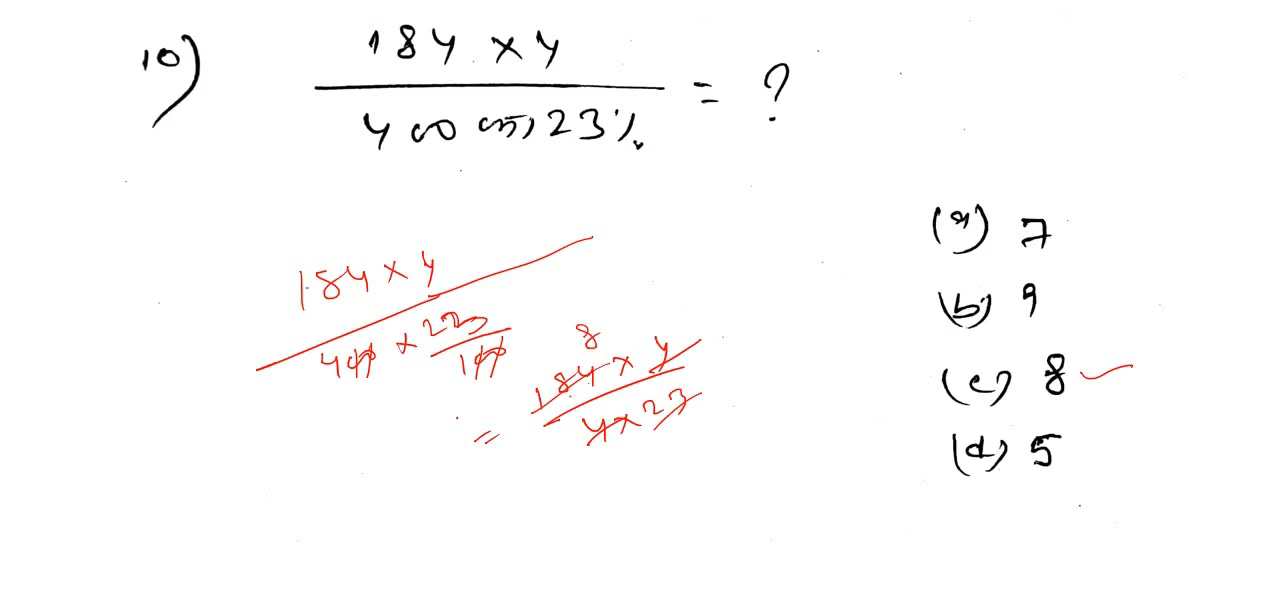 10)
184 × 4
400 का 23%
= ?
184 × 4
400 × 23
100
8
= 184 × 4
4 × 23
(a) 7
(b) 9
(c) 8
(d) 5